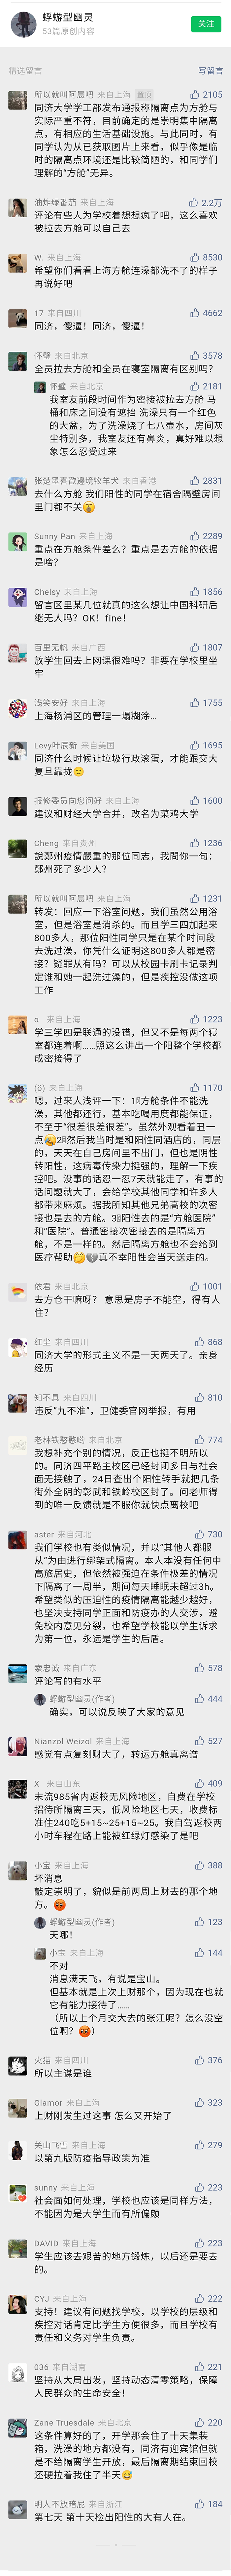 蜉蝣型幽灵
53篇原创内容
关注
精选留言
写留言
所以就叫阿晨吧 来自上海 置顶 2105
同济大学学工部发布通报称隔离点为方舱与
实际严重不符，目前确定的是崇明集中隔离
点，有相应的生活基础设施。与此同时，有
同学认为从已获取图片上来看，似乎像是临
时的隔离点环境还是比较简陋的，和同学们
理解的“方舱”无异。
油炸绿番茄 来自上海 2.2万
评论有些人为学校着想想疯了吧，这么喜欢
被拉去方舱可以自己去
W. 来自上海 8530
希望你们看看上海方舱连澡都洗不了的样子
再说好吧
17 来自四川 4662
同济，傻逼！同济，傻逼！
怀璧 来自北京 3578
全员拉去方舱和全员在寝室隔离有区别吗？
怀璧 来自北京 2181
我室友前段时间作为密接被拉去方舱 马
桶和床之间没有遮挡 洗澡只有一个红色
的大盆，为了洗澡烧了七八壶水，房间灰
尘特别多，我室友还有鼻炎，真好难以想
象怎么忍受过来
张楚墨喜歡邊境牧羊犬 来自香港 2831
去什么方舱 我们阳性的同学在宿舍隔壁房间
里门都不关😭
Sunny Pan 来自上海 2289
重点在方舱条件差么？重点是去方舱的依据
是啥？
Chelsy 来自上海 1856
留言区里某几位就真的这么想让中国科研后
继无人吗？OK！fine！
百里无帆 来自广西 1807
放学生回去上网课很难吗？非要在学校里坐
牢
浅笑安好 来自上海 1755
上海杨浦区的管理一塌糊涂…
Levy叶辰新 来自美国 1695
同济什么时候让垃圾行政滚蛋，才能跟交大
复旦靠拢🙂
报修委员向您问好 来自上海 1600
建议和财经大学合并，改名为菜鸡大学
Cheng 来自贵州 1236
說鄭州疫情嚴重的那位同志，我問你一句：
鄭州死了多少人？
所以就叫阿晨吧 来自上海 1231
转发：回应一下浴室问题，我们虽然公用浴
室，但是浴室是消杀的。而且学三四加起来
800多人，那位阳性同学只是在某个时间段
去洗过澡，你凭什么证明这800多人都是密
接？疑罪从有吗？可以从校园卡刷卡记录判
定谁和她一起洗过澡的，但是疾控没做这项
工作
α 来自上海 1223
学三学四是联通的没错，但又不是每两个寝
室都连着啊……照这么讲出一个阳整个学校都
成密接得了
(ó) 来自上海 1170
嗯，过来人浅评一下：1⃣方舱条件不能洗
澡，其他都还行，基本吃喝用度都能保证，
不至于“很差很差很差”。虽然外观看着丑一
点2⃣然后我当时是和阳性同酒店的，同层
的，天天在自己房间里不出门，但也是阴性
转阳性，这病毒传染力挺强的，理解一下疾
控吧。没事的话忍一忍7天就能走了，有事的
话问题就大了，会给学校其他同学和许多人
都带来麻烦。据我所知其他兄弟高校的次密
接也是去的方舱。3⃣阳性去的是“方舱医院”
和“医院”。普通密接次密接去的是隔离方
舱，不是一样的。然后隔离方舱也不会给到
医疗帮助真不幸阳性会当天送走的。
依君 来自北京 1001
去方仓干嘛呀？ 意思是房子不能空，得有人
住？
红尘 来自四川 868
同济大学的形式主义不是一天两天了。亲身
经历
知不具 来自四川 810
违反“九不准”，卫健委官网举报，有用
老林铁憨憨哟 来自北京 774
我想补充个别的情况，反正也挺不明所以
的。同济四平路主校区已经封闭多日与社会
面无接触了，24日查出个阳性转手就把几条
街外全阴的彰武和铁岭校区封了。问老师得
到的唯一反馈就是不服你就快点离校吧
aster 来自河北 730
我们学校也有类似情况，并以“其他人都服
从”为由进行绑架式隔离。本人本没有任何中
高旅居史，但依然被强迫在条件极差的情况
下隔离了一周半，期间每天睡眠未超过3h。
希望类似的压迫性的疫情隔离能越少越好，
也坚决支持同学正面和防疫办的人交涉，避
免校内意见分裂，也希望学校能以学生诉求
为第一位，永远是学生的后盾。
索忠诚 来自广东 578
评论写的有水平
蜉蝣型幽灵(作者) 444
确实，可以说反映了大家的意见
Nianzol Weizol 来自上海 527
感觉有点复刻财大了，转运方舱真离谱
X 来自山东 409
末流985省内返校无风险地区，自费在学校
招待所隔离三天，低风险地区七天，收费标
准住240吃5+15~25+15~25。我自驾返校两
小时车程在路上能被红绿灯感染了是吧
小宝 来自上海 388
坏消息
敲定崇明了，貌似是前两周上财去的那个地
方。😡
蜉蝣型幽灵(作者) 123
天哪！
小宝 来自上海 144
不对
消息满天飞，有说是宝山。
但基本就是上次上财那个，因为现在也就
它有能力接待了……
（所以上个月交大去的张江呢？怎么没空
位啊？😡）
火猫 来自四川 376
所以主谋是谁
Glamor 来自上海 323
上财刚发生过这事 怎么又开始了
关山飞雪 来自上海 279
以第九版防疫指导政策为准
sunny 来自上海 223
社会面如何处理，学校也应该是同样方法，
不能因为是大学生而有所偏颇
DAVID 来自上海 223
学生应该去艰苦的地方锻炼，以后还是要去
的。
CYJ 来自上海 222
支持！建议有问题找学校，以学校的层级和
疾控对话肯定比学生方便很多，而且学校有
责任和义务对学生负责。
036 来自湖南 221
坚持从大局出发，坚持动态清零策略，保障
人民群众的生命安全！
Zane Truesdale 来自北京 220
这条件算好的了，开学那会住了十天集装
箱，洗澡的地方都没有，同济有迎宾馆但就
是不给隔离学生开放，最后隔离期结束回校
还硬拉着我住了半天😅
明人不放暗屁 来自浙江 184
第七天 第十天检出阳性的大有人在。